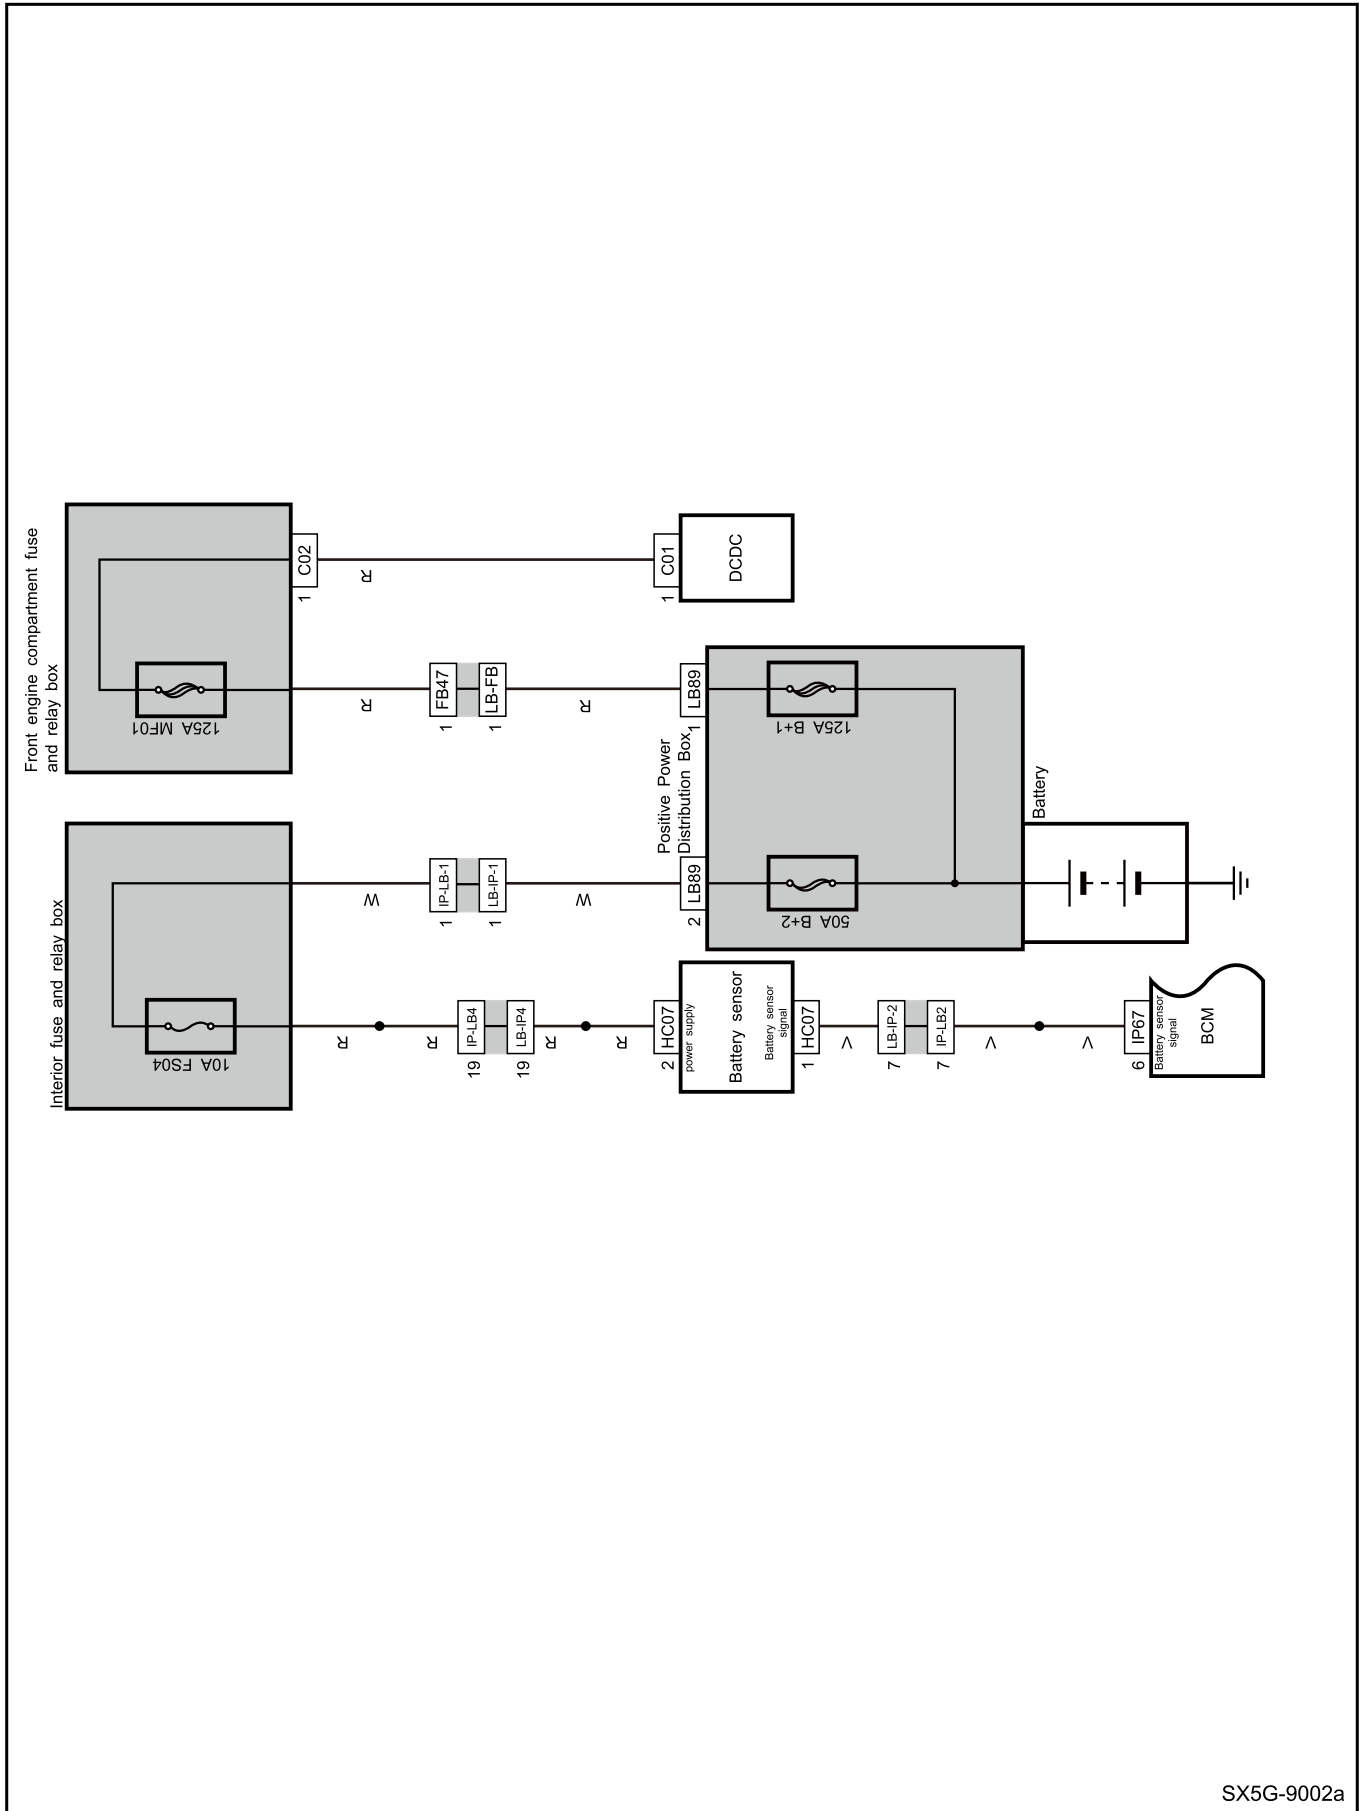 Front engine compartment fuse
and relay box
125A MF01
C02
1
R
C01
1
DCDC
R
FB47
1
LB-FB
1
R
LB89
1
125A B+1
Positive Power
Distribution Box
Battery
Interior fuse and relay box
10A FS04
W
IP-LB-1
1
LB-IP-1
1
W
LB89
2
50A B+2
R
R
IP-LB4
19
LB-IP4
19
R
R
HC07
2
power supply
Battery sensor
Battery sensor
signal
HC07
1
V
LB-IP-2
7
IP-LB2
7
V
V
IP67
6
Battery sensor
signal
BCM
SX5G-9002a